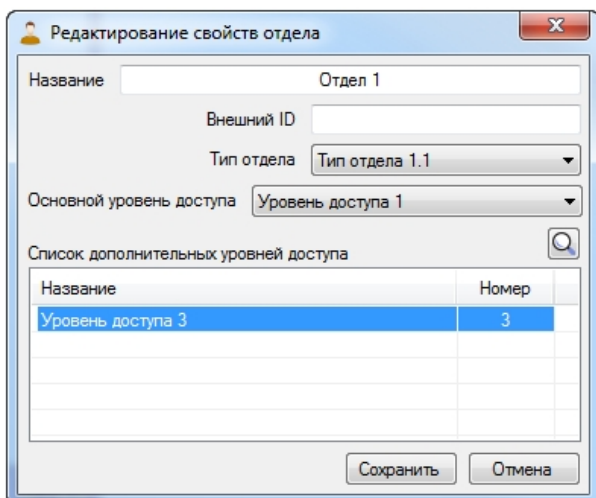 Редактирование свойств отдела
Название Отдел 1
Внешний ID
Тип отдела Тип отдела 1.1
Основной уровень доступа Уровень доступа 1
Список дополнительных уровней доступа
Название Номер
Уровень доступа 3 3
Сохранить Отмена